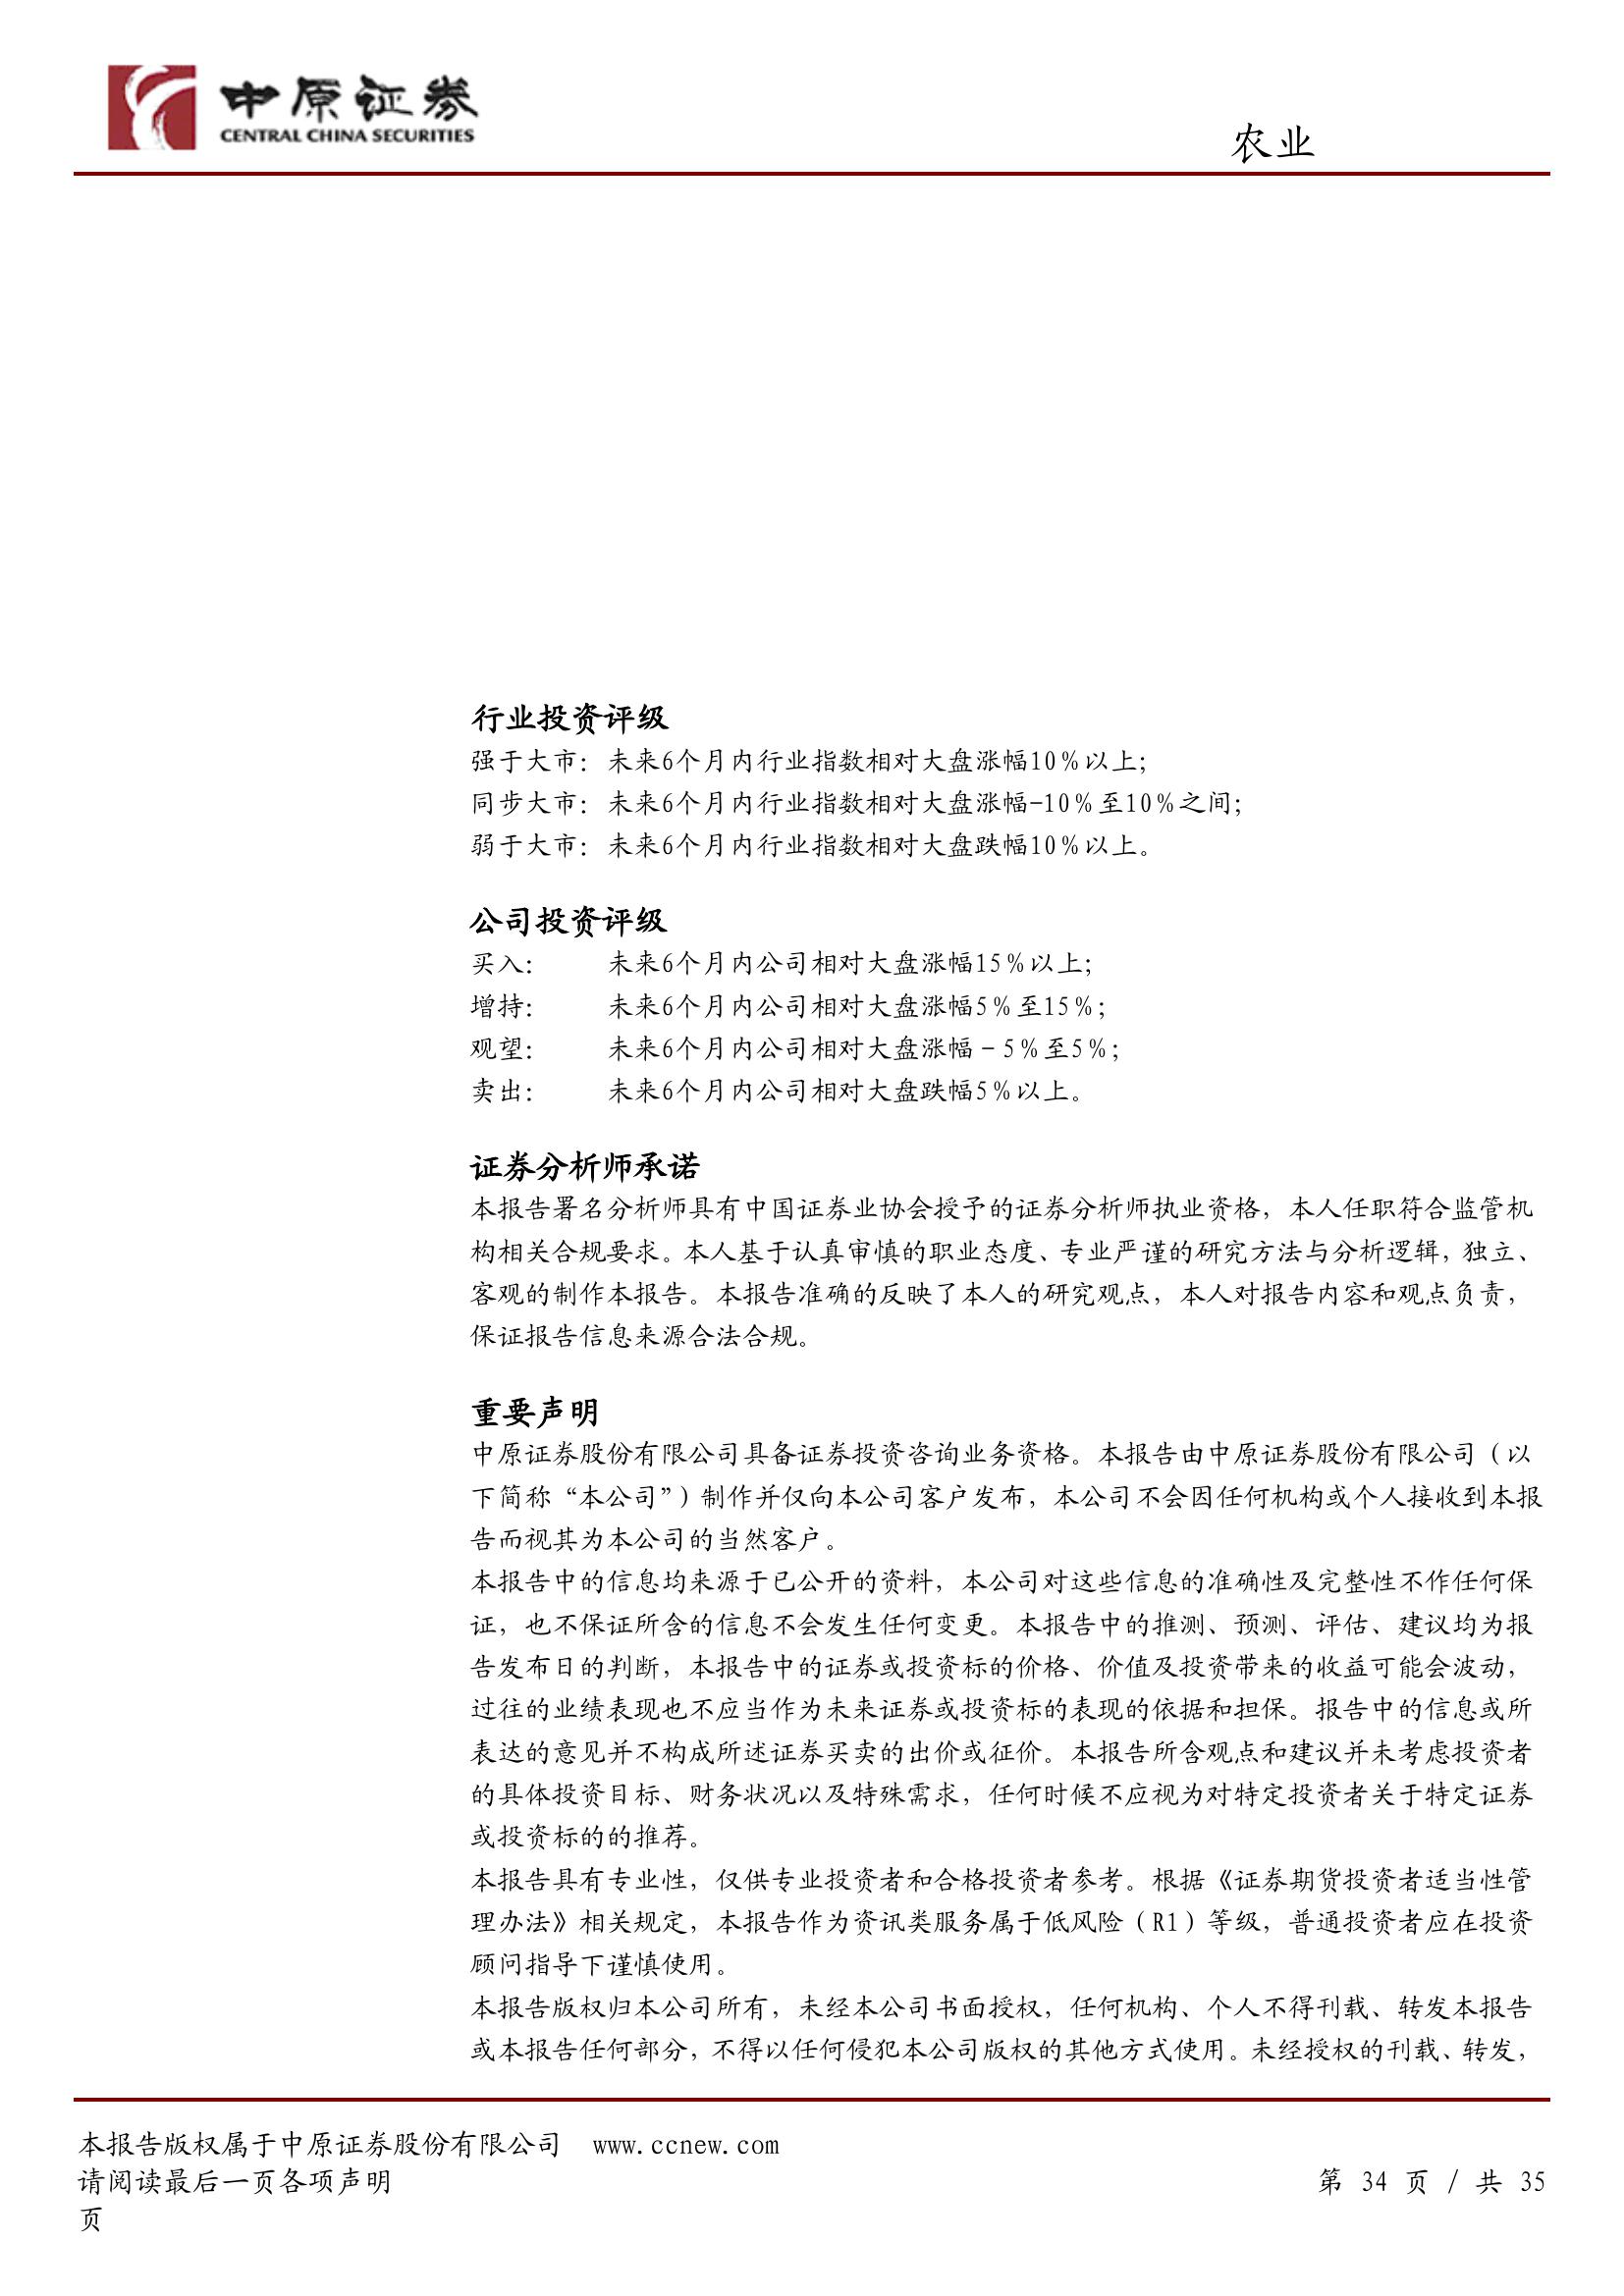 中原证券
CENTRAL CHINA SECURITIES
农业
行业投资评级
强于大市：未来6个月内行业指数相对大盘涨幅10％以上；
同步大市：未来6个月内行业指数相对大盘涨幅-10％至10％之间；
弱于大市：未来6个月内行业指数相对大盘跌幅10％以上。
公司投资评级
买入： 未来6个月内公司相对大盘涨幅15％以上；
增持： 未来6个月内公司相对大盘涨幅5％至15％；
观望： 未来6个月内公司相对大盘涨幅－5％至5％；
卖出： 未来6个月内公司相对大盘跌幅5％以上。
证券分析师承诺
本报告署名分析师具有中国证券业协会授予的证券分析师执业资格，本人任职符合监管机
构相关合规要求。本人基于认真审慎的职业态度、专业严谨的研究方法与分析逻辑，独立、
客观的制作本报告。本报告准确的反映了本人的研究观点，本人对报告内容和观点负责，
保证报告信息来源合法合规。
重要声明
中原证券股份有限公司具备证券投资咨询业务资格。本报告由中原证券股份有限公司（以
下简称“本公司”）制作并仅向本公司客户发布，本公司不会因任何机构或个人接收到本报
告而视其为本公司的当然客户。
本报告中的信息均来源于已公开的资料，本公司对这些信息的准确性及完整性不作任何保
证，也不保证所含的信息不会发生任何变更。本报告中的推测、预测、评估、建议均为报
告发布日的判断，本报告中的证券或投资标的价格、价值及投资带来的收益可能会波动，
过往的业绩表现也不应当作为未来证券或投资标的表现的依据和担保。报告中的信息或所
表达的意见并不构成所述证券买卖的出价或征价。本报告所含观点和建议并未考虑投资者
的具体投资目标、财务状况以及特殊需求，任何时候不应视为对特定投资者关于特定证券
或投资标的的推荐。
本报告具有专业性，仅供专业投资者和合格投资者参考。根据《证券期货投资者适当性管
理办法》相关规定，本报告作为资讯类服务属于低风险（R1）等级，普通投资者应在投资
顾问指导下谨慎使用。
本报告版权归本公司所有，未经本公司书面授权，任何机构、个人不得刊载、转发本报告
或本报告任何部分，不得以任何侵犯本公司版权的其他方式使用。未经授权的刊载、转发，
本报告版权属于中原证券股份有限公司 www.ccnew.com
请阅读最后一页各项声明 第 34 页 / 共 35
页